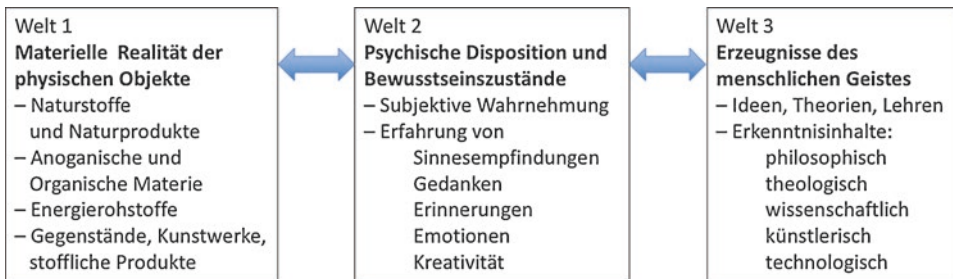 Welt 1
Materielle Realität der
physischen Objekte
– Naturstoffe
und Naturprodukte
– Anoganische und
Organische Materie
– Energierohstoffe
– Gegenstände, Kunstwerke,
stoffliche Produkte
Welt 2
Psychische Disposition und
Bewusstseinszustände
– Subjektive Wahrnehmung
– Erfahrung von
Sinnesempfindungen
Gedanken
Erinnerungen
Emotionen
Kreativität
Welt 3
Erzeugnisse des
menschlichen Geistes
– Ideen, Theorien, Lehren
– Erkenntnisinhalte:
philosophisch
theologisch
wissenschaftlich
künstlerisch
technologisch